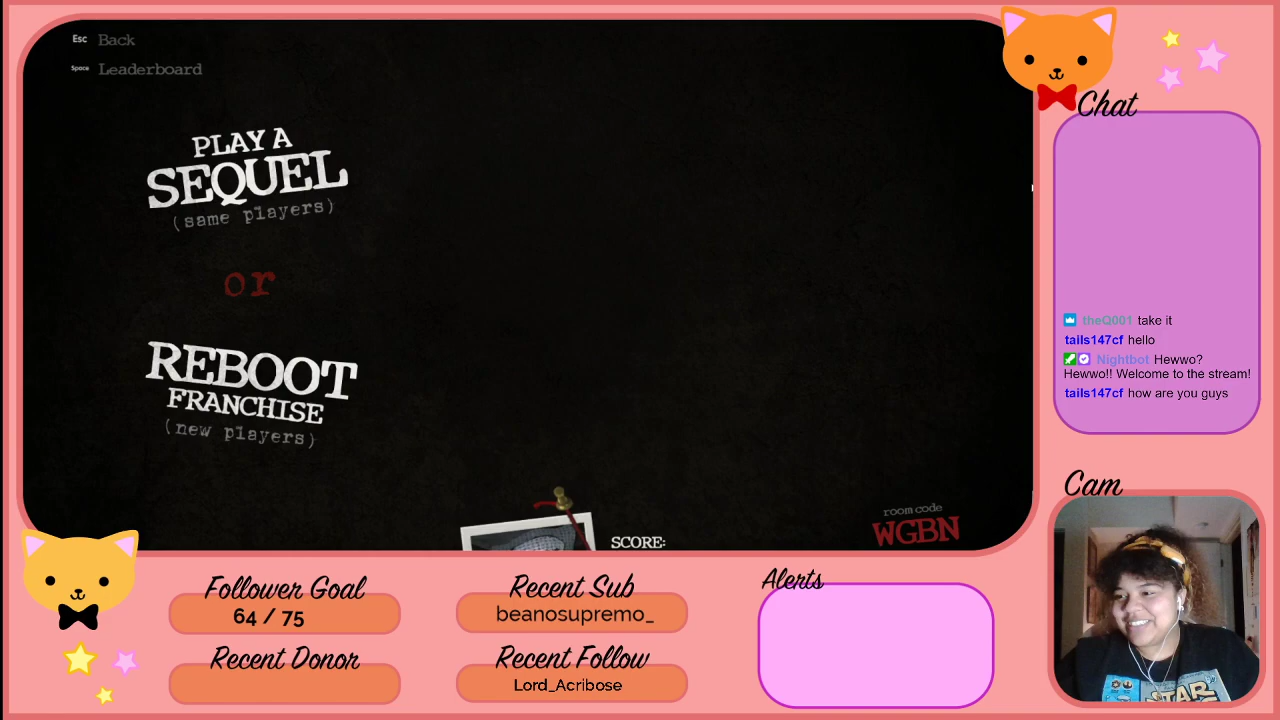 Esc Back
Space Leaderboard
PLAY A
SEQUEL
(same players)
or
REBOOT
FRANCHISE
(new players)
SCORE:
room code
WGBN
Chat
theQ001 take it
tails147cf hello
Nightbot Hewwo?
Hewwo!! Welcome to the stream!
tails147cf how are you guys
Cam
STAR
Follower Goal
64 / 75
Recent Donor
Recent Sub
beanosupremo_
Recent Follow
Lord_Acribose
Alerts